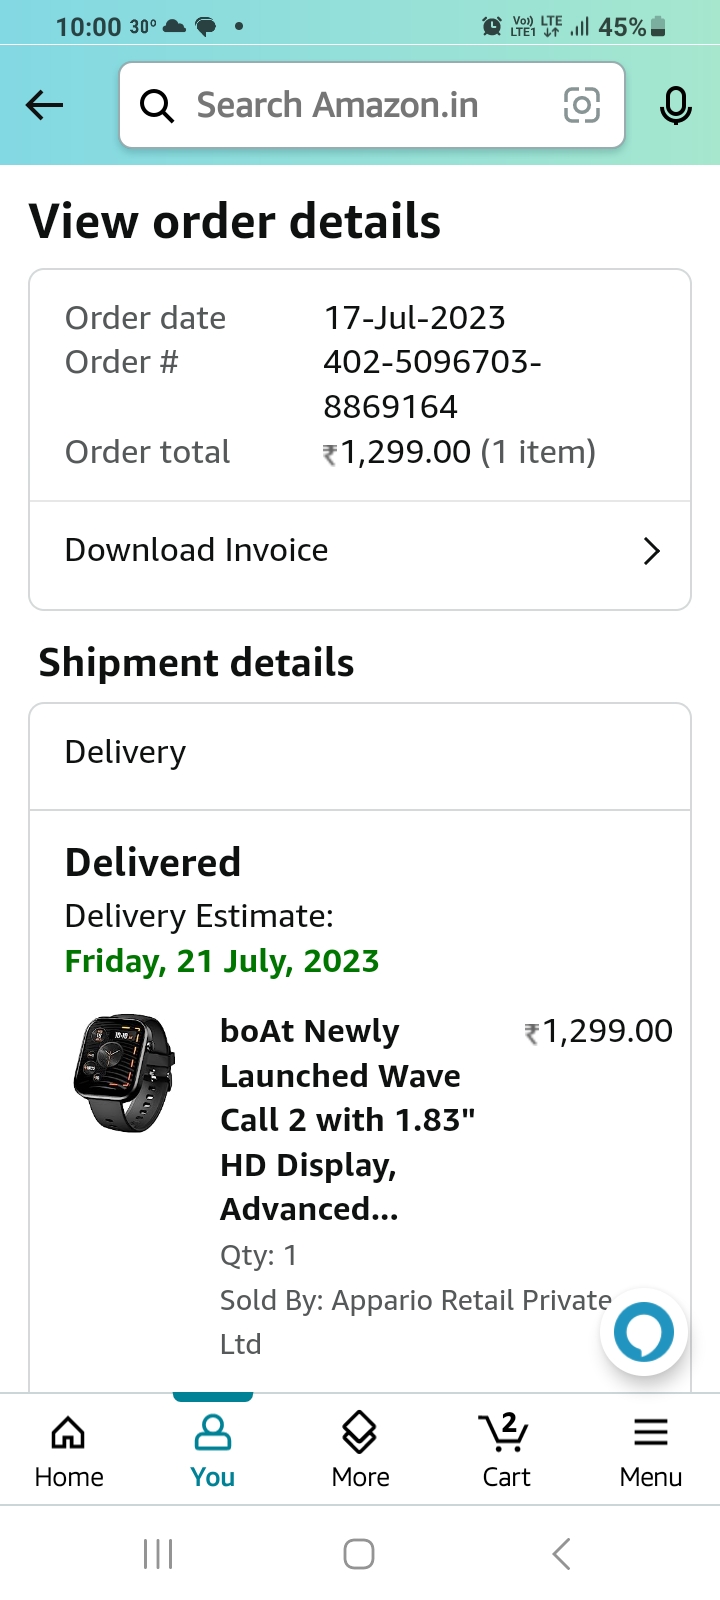 10:00 30° Vo) LTE1 LTE 45%
Search Amazon.in
View order details
Order date 17-Jul-2023
Order # 402-5096703-
8869164
Order total ₹1,299.00 (1 item)
Download Invoice
Shipment details
Delivery
Delivered
Delivery Estimate:
Friday, 21 July, 2023
boAt Newly ₹1,299.00
Launched Wave
Call 2 with 1.83"
HD Display,
Advanced...
Qty: 1
Sold By: Appario Retail Private
Ltd
2
Home You More Cart Menu